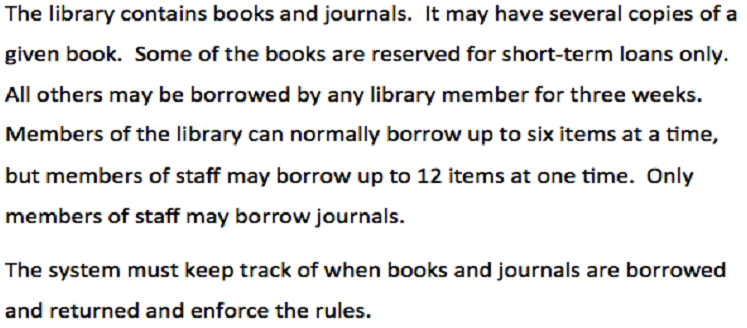 The library contains books and journals.  It may have several copies of a
given book.  Some of the books are reserved for short-term loans only.
All others may be borrowed by any library member for three weeks.
Members of the library can normally borrow up to six items at a time,
but members of staff may borrow up to 12 items at one time.  Only
members of staff may borrow journals.
The system must keep track of when books and journals are borrowed
and returned and enforce the rules.